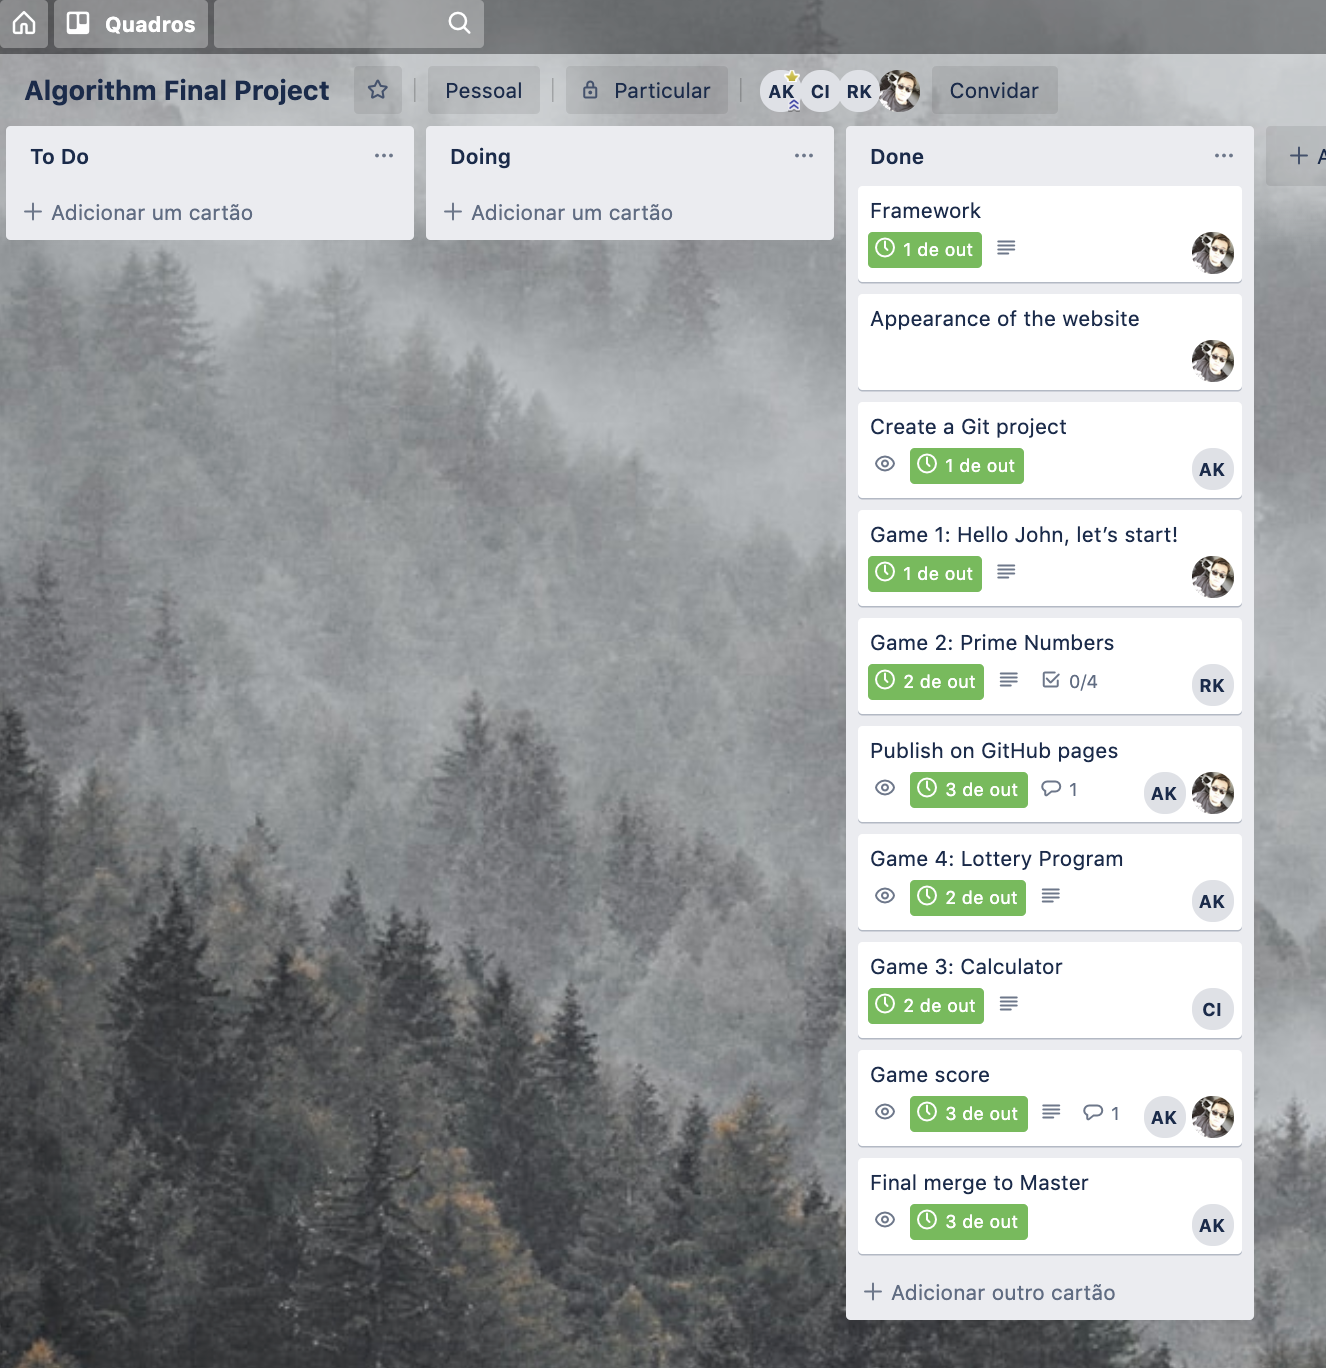 Quadros
Algorithm Final Project
Pessoal
Particular
AK
CI
RK
Convidar
To Do
Adicionar um cartão
Doing
Adicionar um cartão
Done
Framework
1 de out
Appearance of the website
Create a Git project
1 de out
AK
Game 1: Hello John, let’s start!
1 de out
Game 2: Prime Numbers
2 de out 0/4
RK
Publish on GitHub pages
3 de out 1
AK
Game 4: Lottery Program
2 de out
AK
Game 3: Calculator
2 de out
CI
Game score
3 de out 1
AK
Final merge to Master
3 de out
AK
Adicionar outro cartão